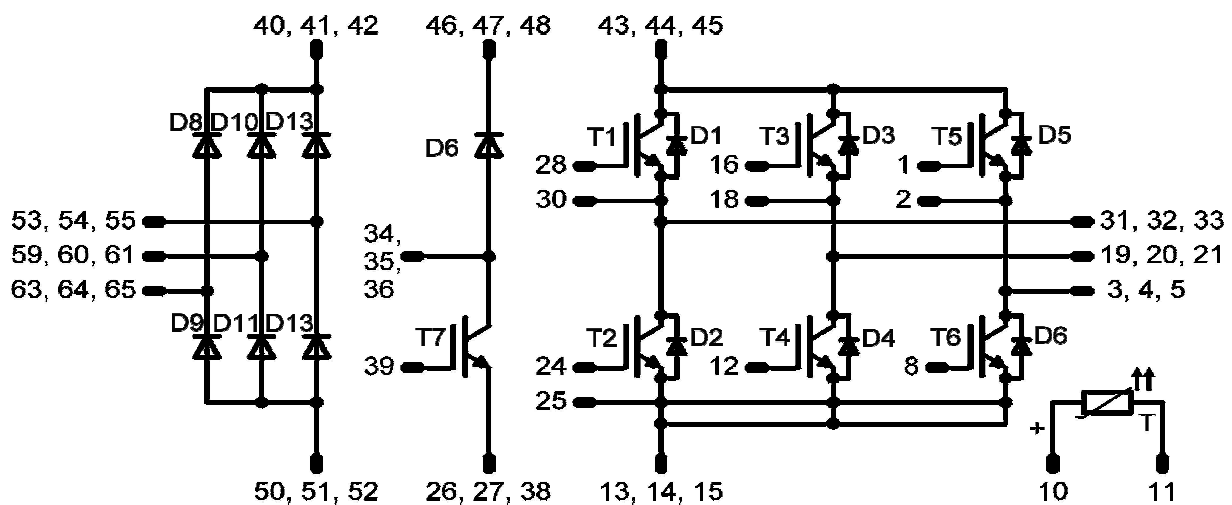 40, 41, 42
46, 47, 48
43, 44, 45
D8 D10 D13
D6
T1
D1
T3
D3
T5
D5
28
16
1
30
18
2
53, 54, 55
31, 32, 33
34,
59, 60, 61
35,
19, 20, 21
63, 64, 65
36
3, 4, 5
D9 D11 D13
T7
T2
D2
T4
D4
T6
D6
39
24
12
8
25
+
T
50, 51, 52
26, 27, 38
13, 14, 15
10
11